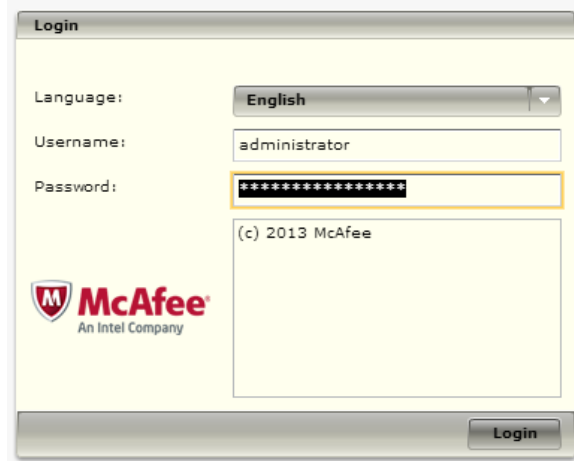 Login
Language:
English
Username:
administrator
Password:
****************
(c) 2013 McAfee
McAfee
An Intel Company
Login